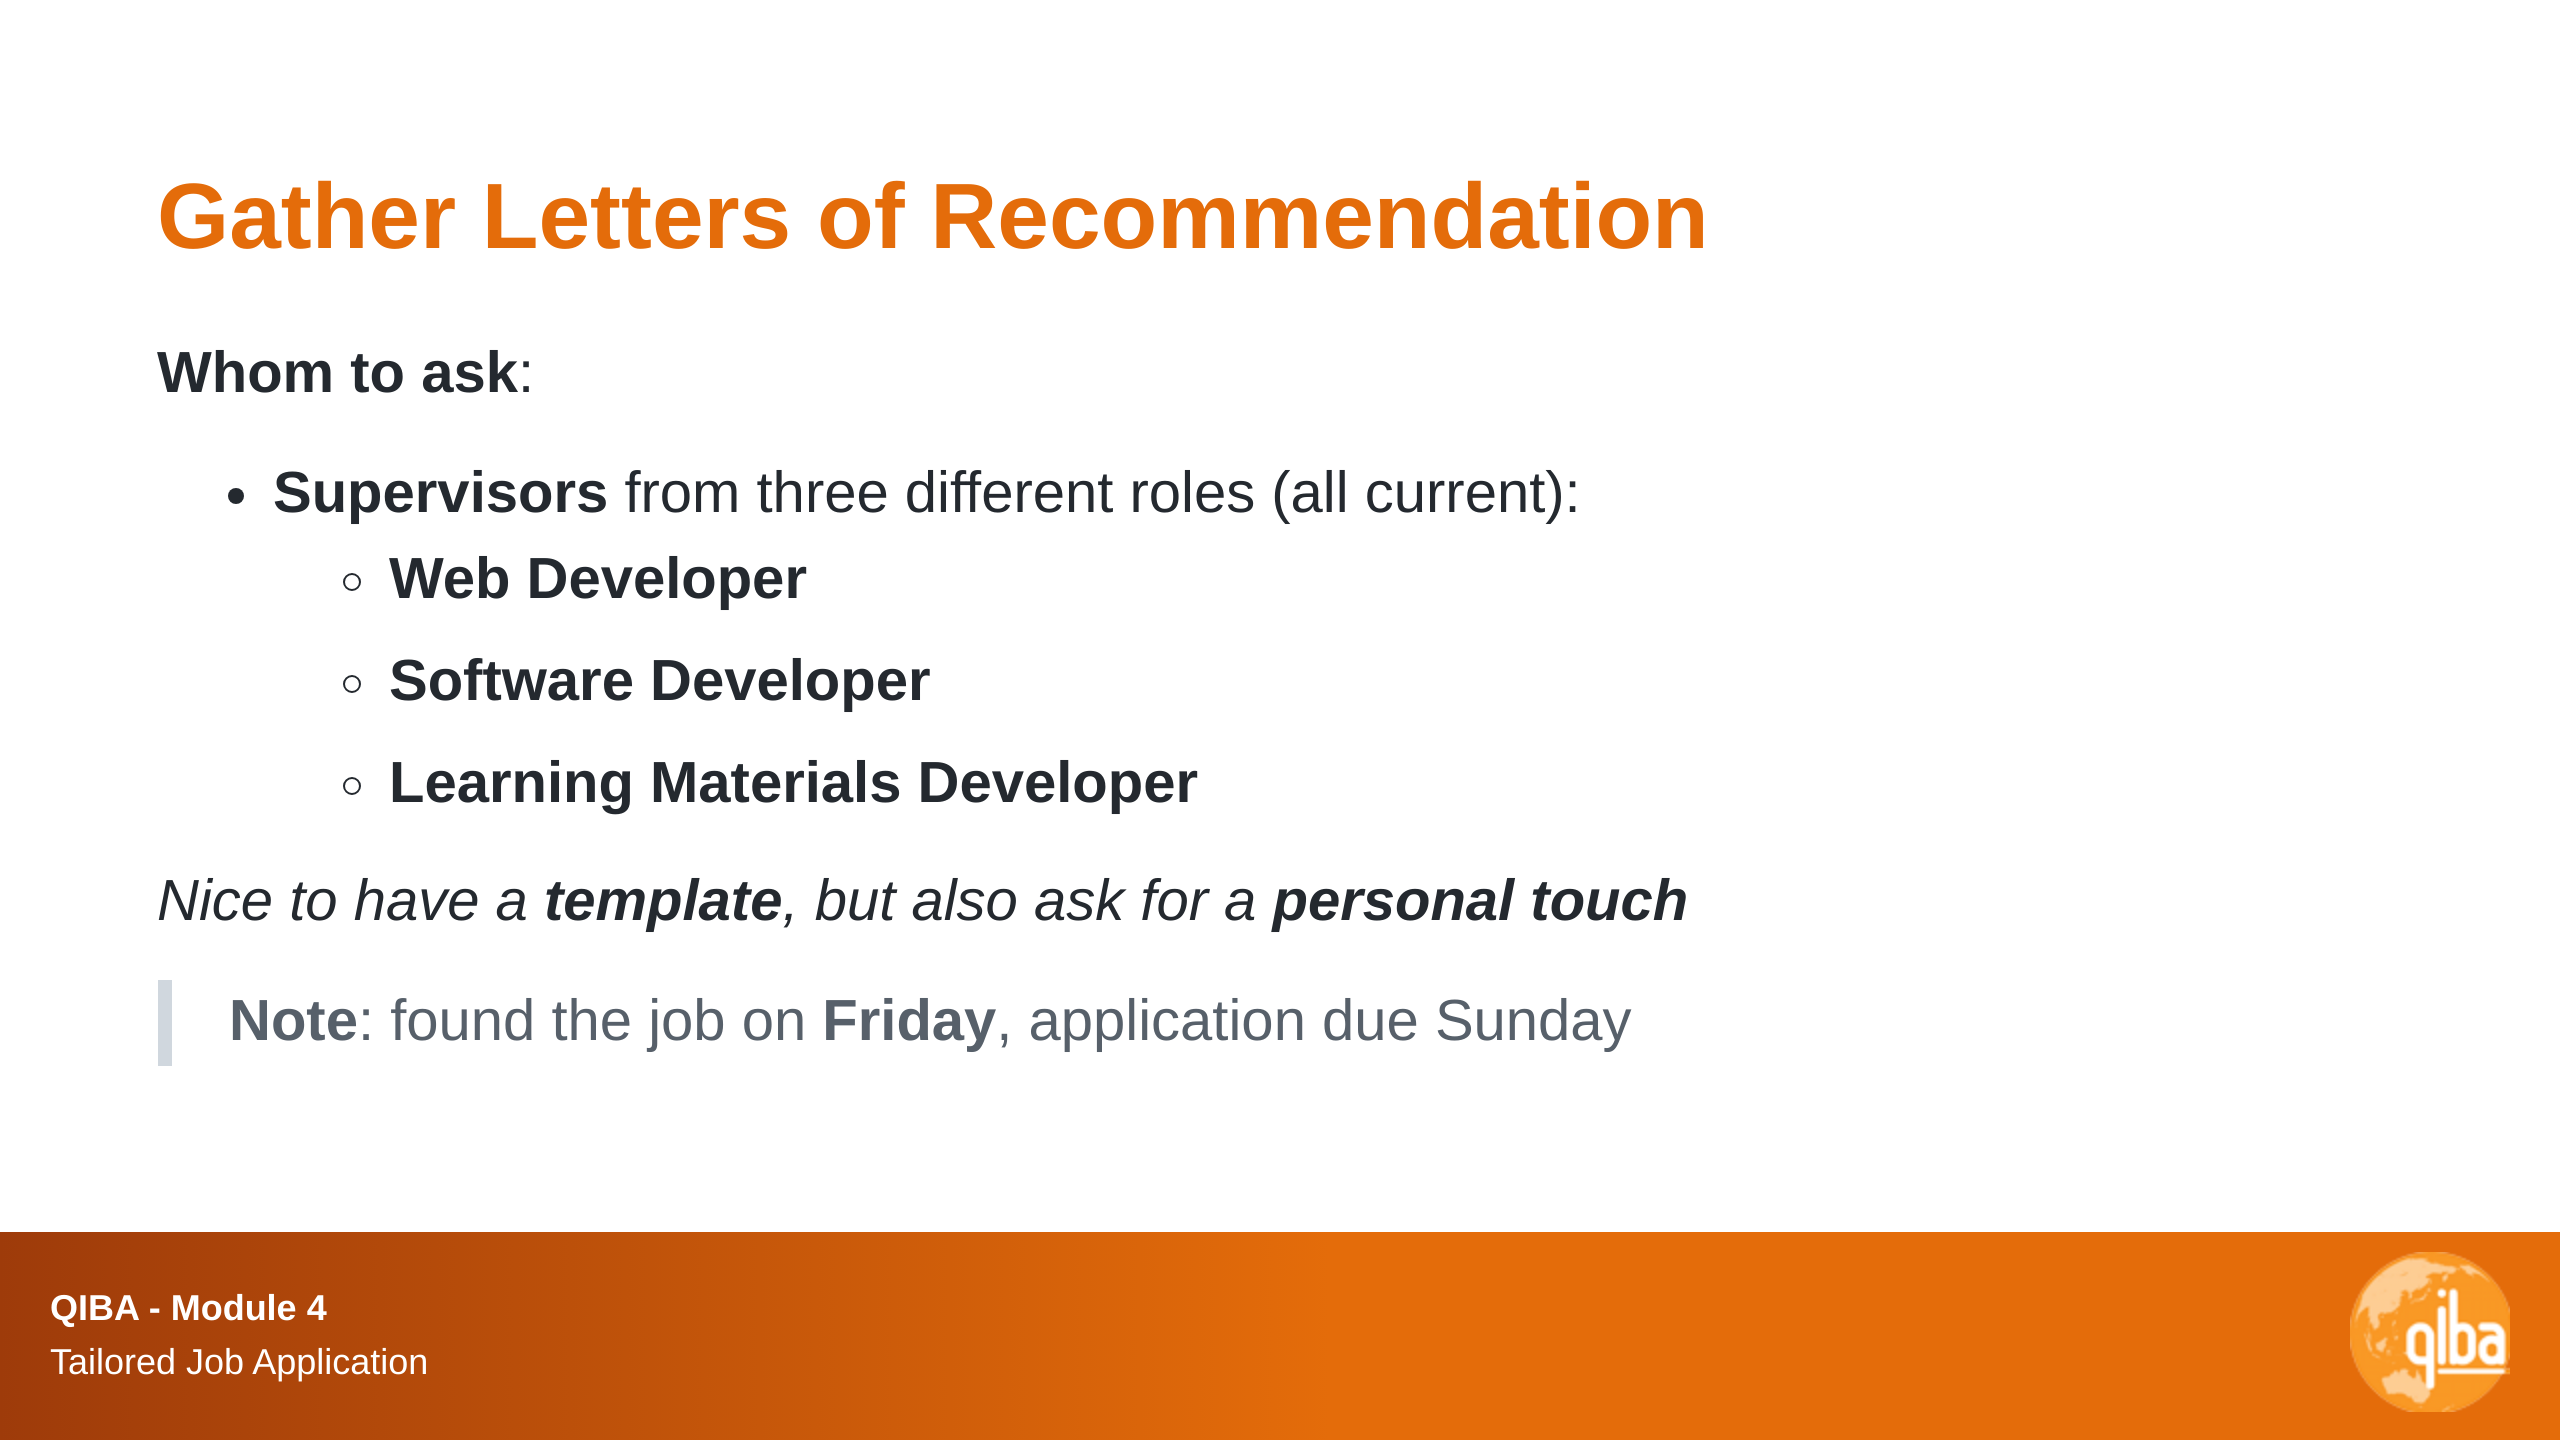 Gather Letters of Recommendation
Whom to ask:
• Supervisors from three different roles (all current):
◦ Web Developer
◦ Software Developer
◦ Learning Materials Developer
Nice to have a template, but also ask for a personal touch
Note: found the job on Friday, application due Sunday
QIBA - Module 4
Tailored Job Application
qiba